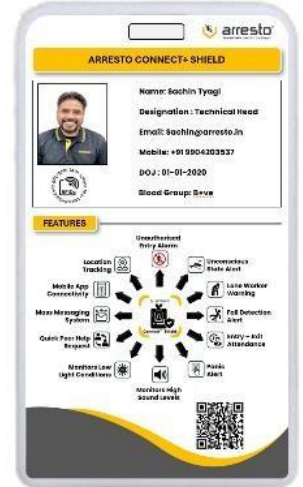 arresto
ARRESTO CONNECT+ SHIELD
Name: Sachin Tyagi
Designation : Technical Head
Email: Sachin@arresto.in
Mobile: +91 9904203537
DOJ : 01-01-2020
Blood Group: B+ve
FEATURES
Unauthorised
Entry Alarm
Location
Tracking
Unconscious
State Alert
Mobile App
Connectivity
Lone Worker
Warning
Mass Messaging
System
Fall Detection
Alert
Quick Peer Help
Request
Entry - Exit
Attendance
Monitors Low
Light Conditions
Panic
Alert
Monitors High
Sound Levels